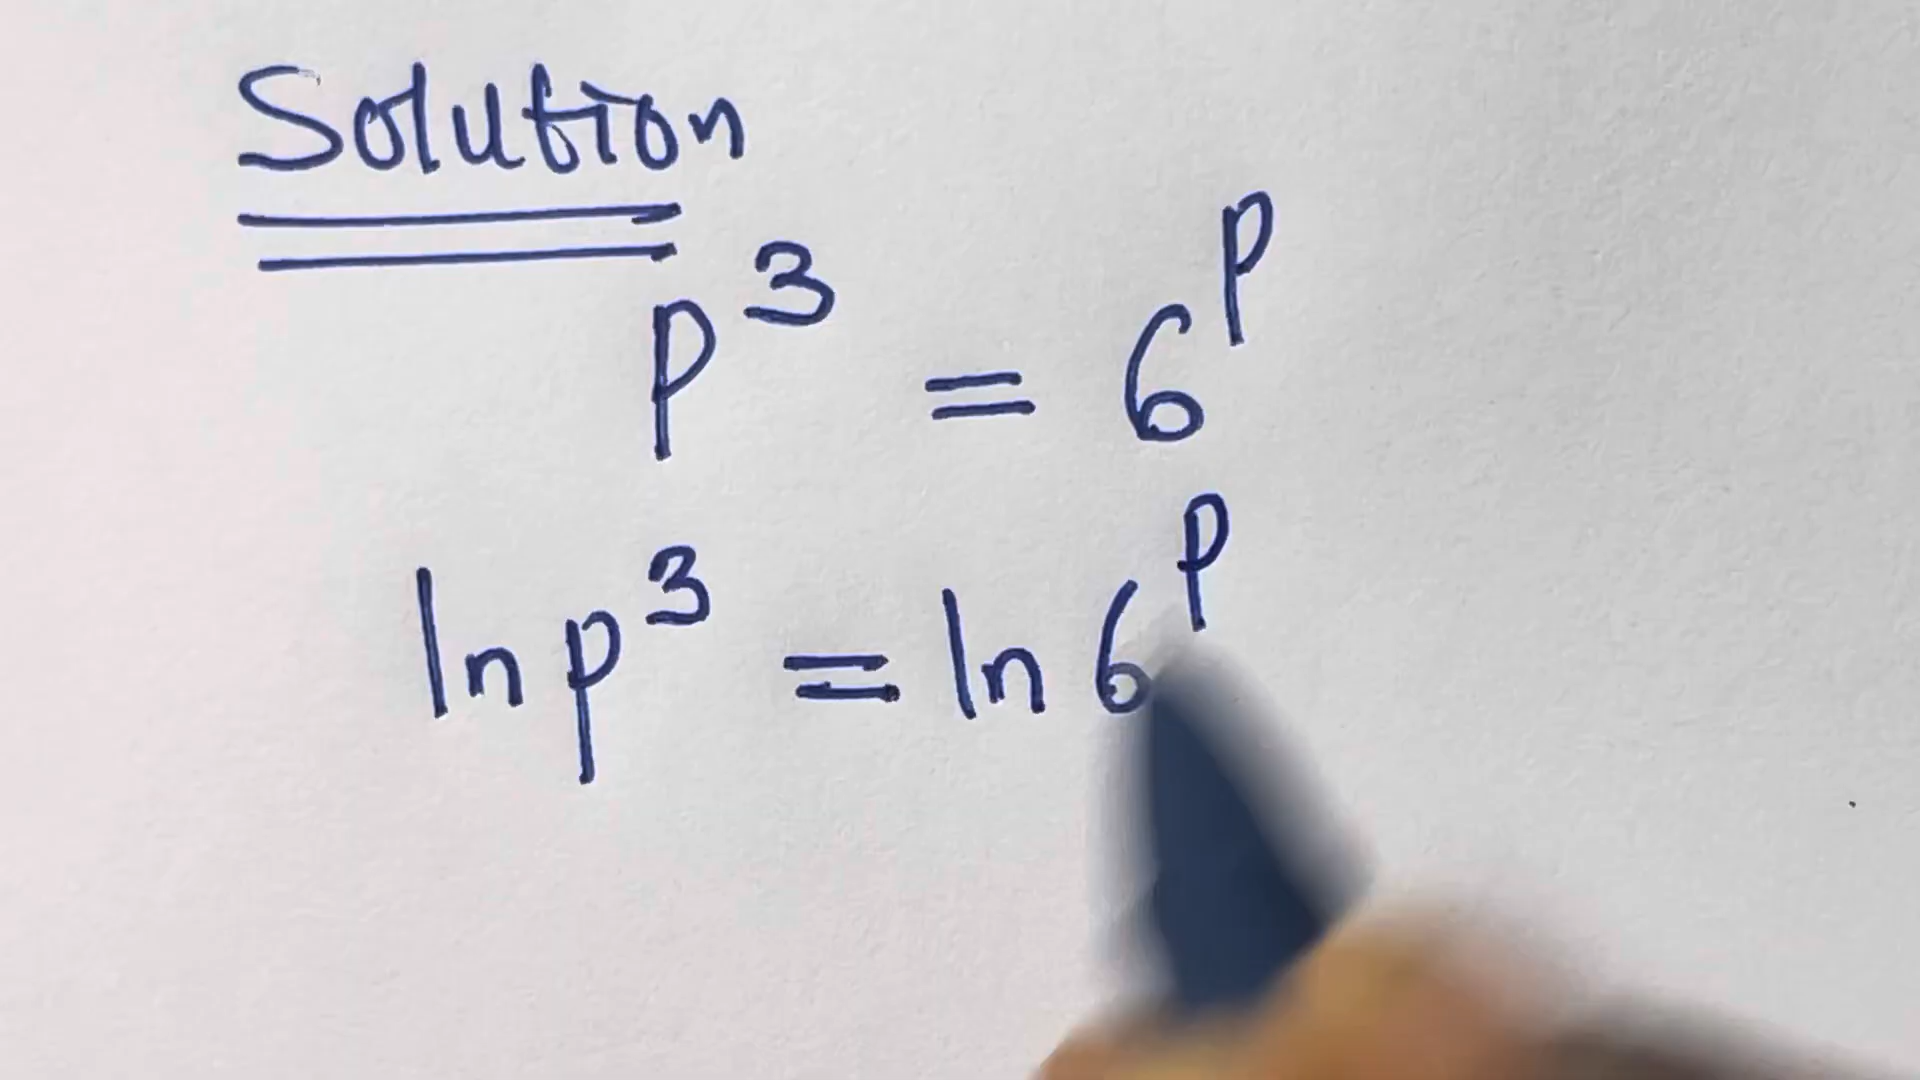 Solution
P³ = 6ᴾ
ln p³ = ln 6ᴾ